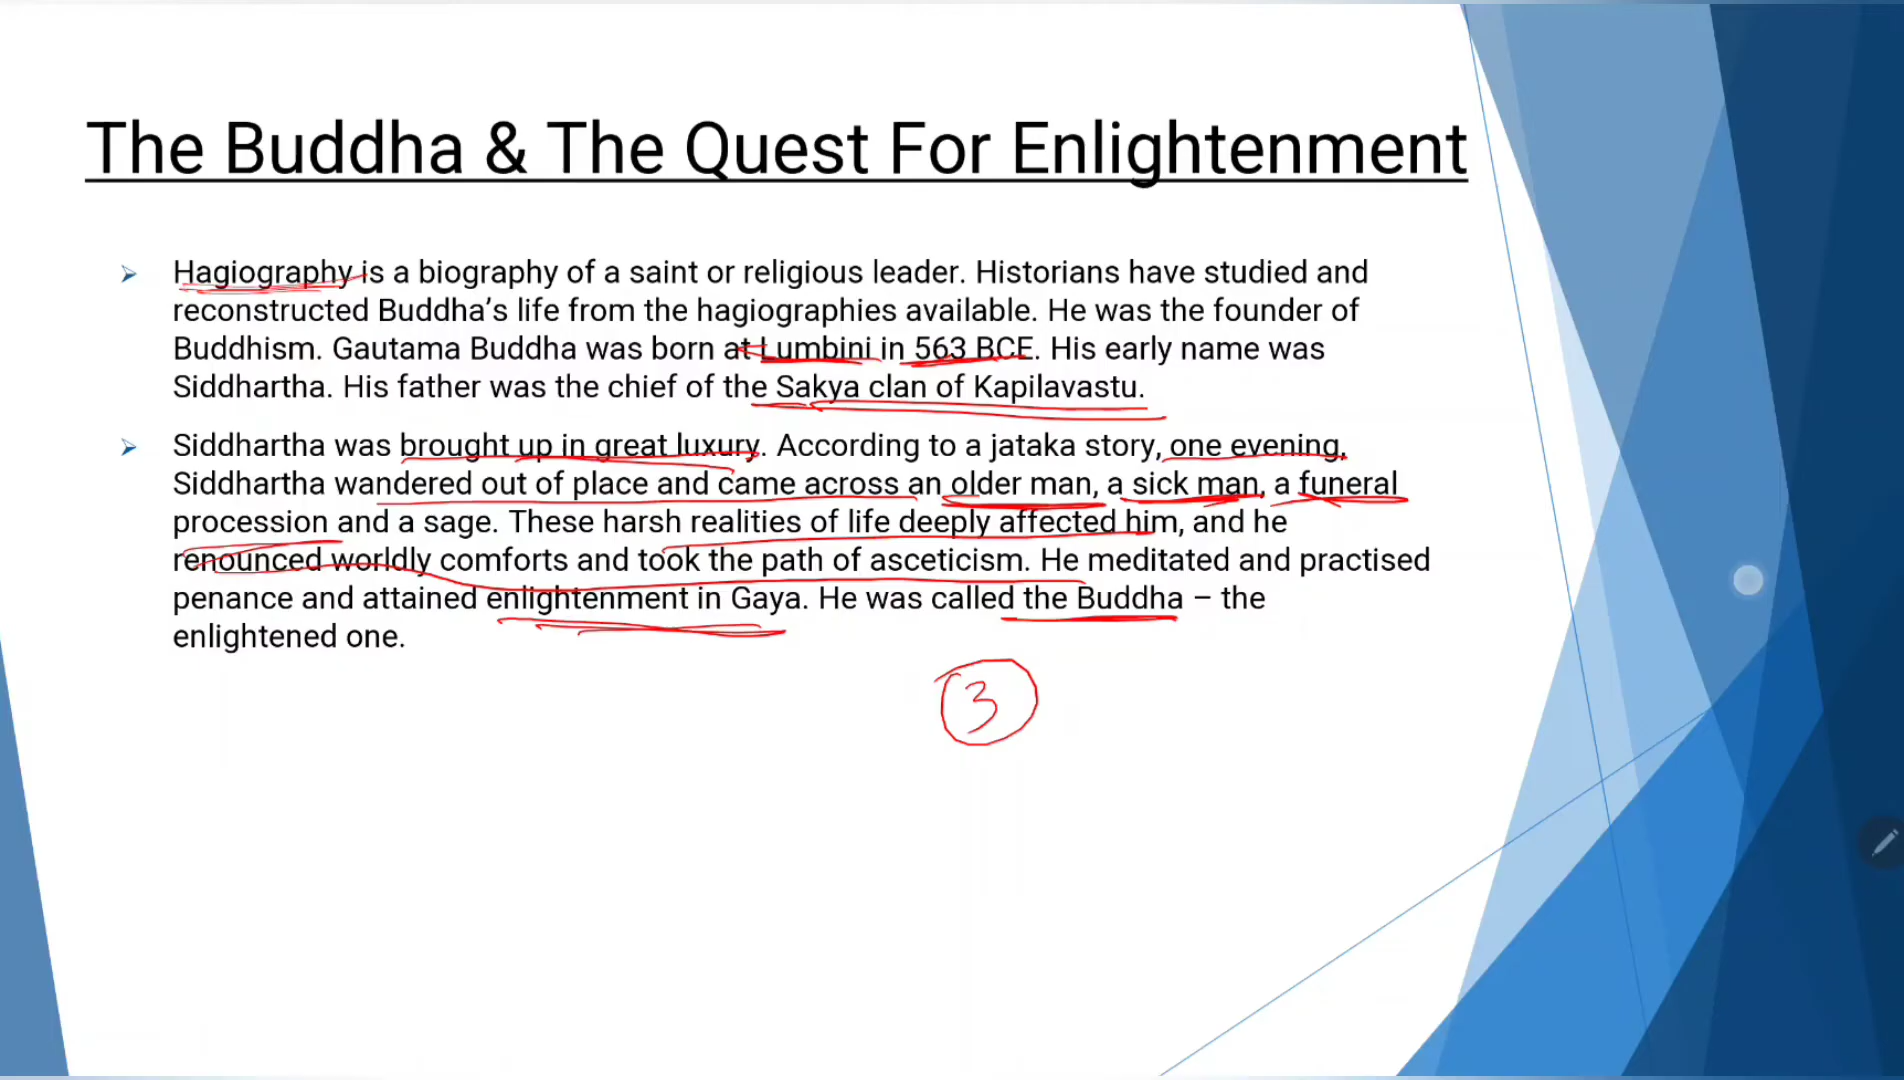 The Buddha & The Quest For Enlightenment
Hagiography is a biography of a saint or religious leader. Historians have studied and
reconstructed Buddha’s life from the hagiographies available. He was the founder of
Buddhism. Gautama Buddha was born at Lumbini in 563 BCE. His early name was
Siddhartha. His father was the chief of the Sakya clan of Kapilavastu.
Siddhartha was brought up in great luxury. According to a jataka story, one evening,
Siddhartha wandered out of place and came across an older man, a sick man, a funeral
procession and a sage. These harsh realities of life deeply affected him, and he
renounced worldly comforts and took the path of asceticism. He meditated and practised
penance and attained enlightenment in Gaya. He was called the Buddha – the
enlightened one.
3